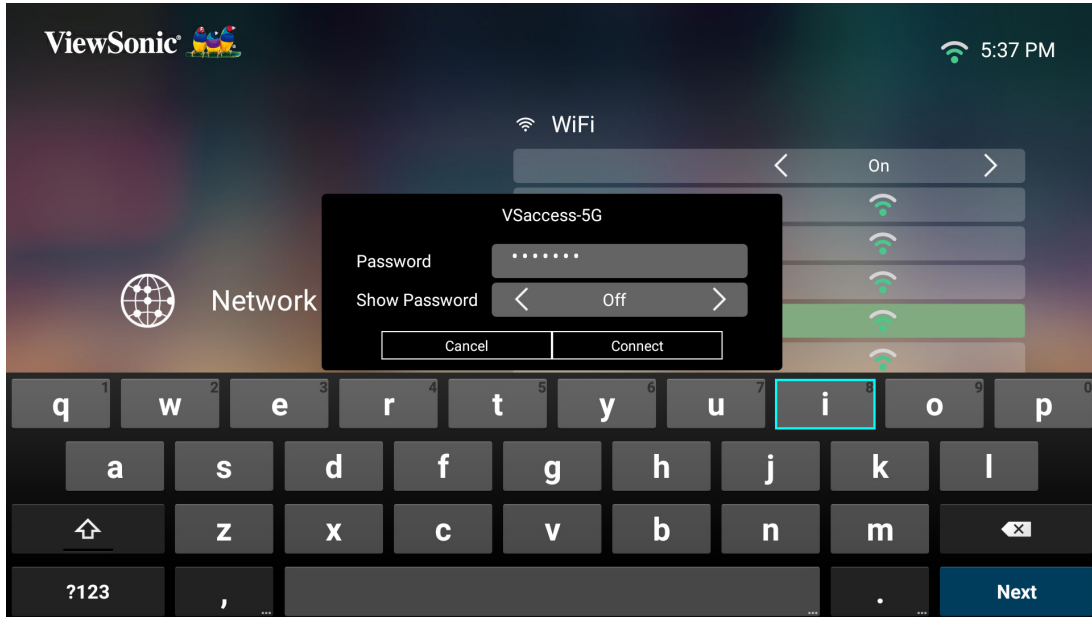 ViewSonic®
5:37 PM
WiFi
On
VSaccess-5G
Password •••••••
Show Password Off
Cancel Connect
Network
q 1 w 2 e 3 r 4 t 5 y 6 u 7 i 8 o 9 p 0
a s d f g h j k l
z x c v b n m
?123 , ... ... . ... Next